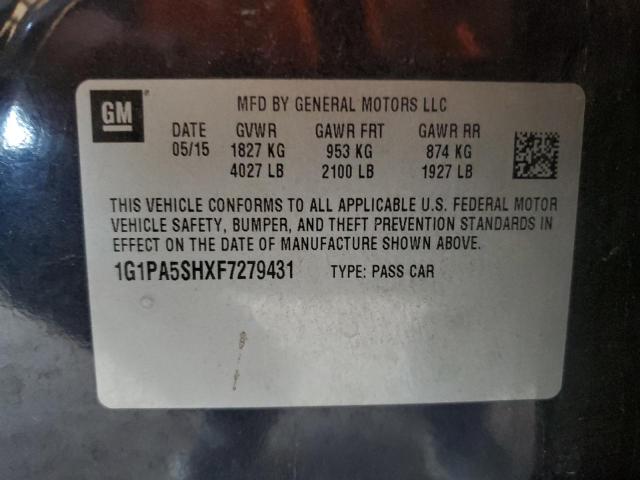 GM
MFD BY GENERAL MOTORS LLC
DATE GVWR GAWR FRT GAWR RR
05/15 1827 KG 953 KG 874 KG
4027 LB 2100 LB 1927 LB
THIS VEHICLE CONFORMS TO ALL APPLICABLE U.S. FEDERAL MOTOR
VEHICLE SAFETY, BUMPER, AND THEFT PREVENTION STANDARDS IN
EFFECT ON THE DATE OF MANUFACTURE SHOWN ABOVE.
1G1PA5SHXF7279431 TYPE: PASS CAR